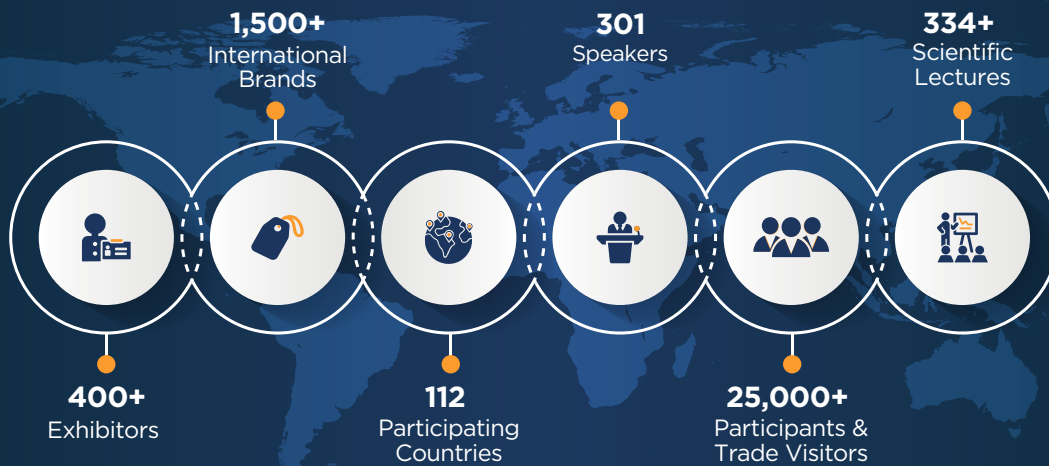 1,500+
International
Brands
301
Speakers
334+
Scientific
Lectures
400+
Exhibitors
112
Participating
Countries
25,000+
Participants &
Trade Visitors